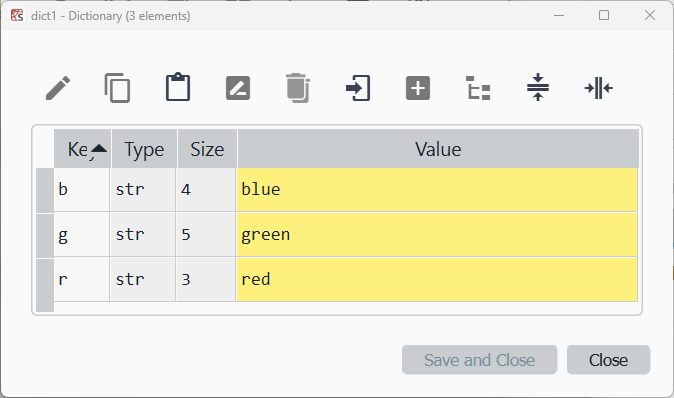 dict1 - Dictionary (3 elements)
Key Type Size Value
b str 4 blue
g str 5 green
r str 3 red
Save and Close Close